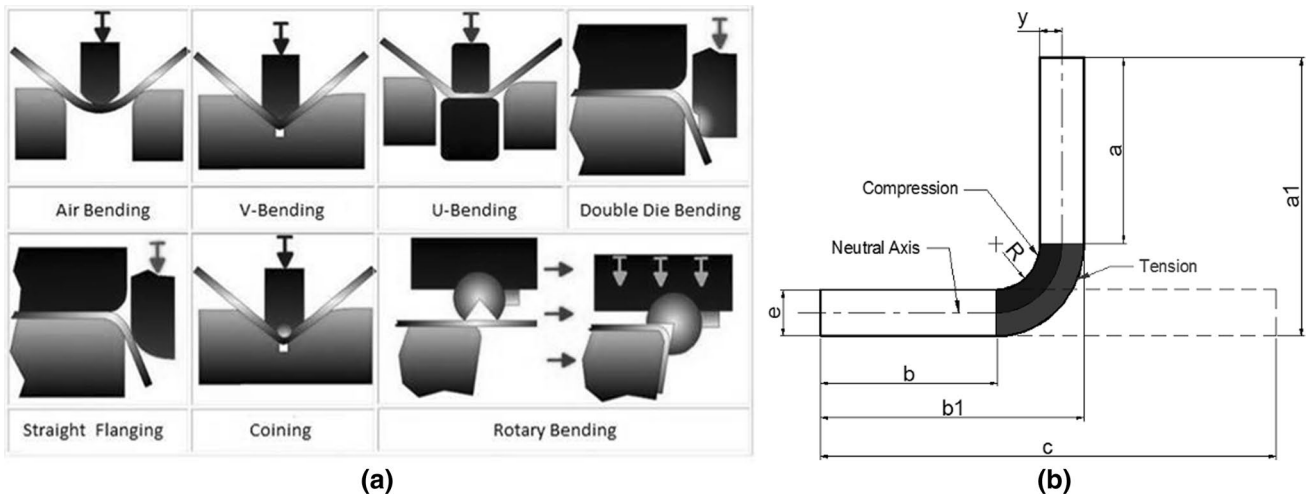 Air Bending
V-Bending
U-Bending
Double Die Bending
Straight Flanging
Coining
Rotary Bending
(a)
y
a
a1
Compression
R
Neutral Axis
Tension
e
b
b1
c
(b)